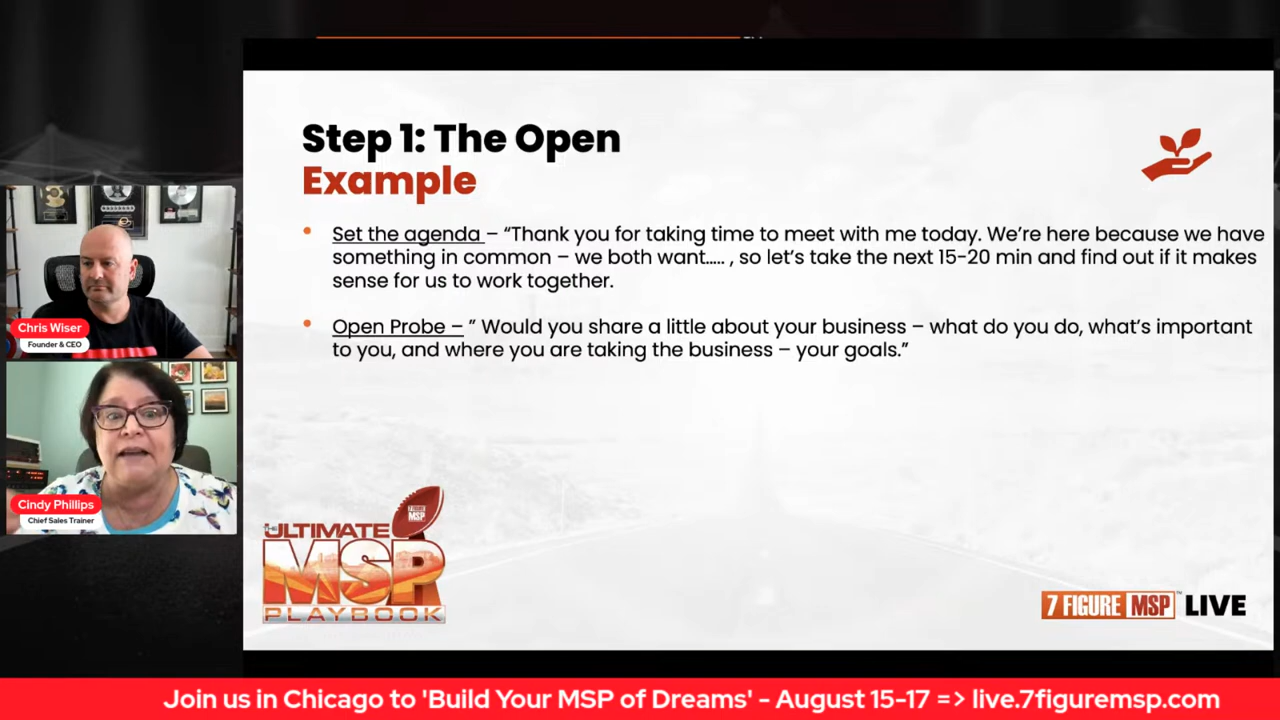 Step 1: The Open
Example
• Set the agenda – “Thank you for taking time to meet with me today. We’re here because we have
something in common – we both want..... , so let’s take the next 15-20 min and find out if it makes
sense for us to work together.
• Open Probe – ” Would you share a little about your business – what do you do, what’s important
to you, and where you are taking the business – your goals.”
Chris Wiser
Founder & CEO
Cindy Phillips
Chief Sales Trainer
7 FIGURE
MSP
THE
ULTIMATE
MSP
PLAYBOOK
7 FIGURE MSP™ LIVE
Join us in Chicago to 'Build Your MSP of Dreams' - August 15-17 => live.7figuremsp.com